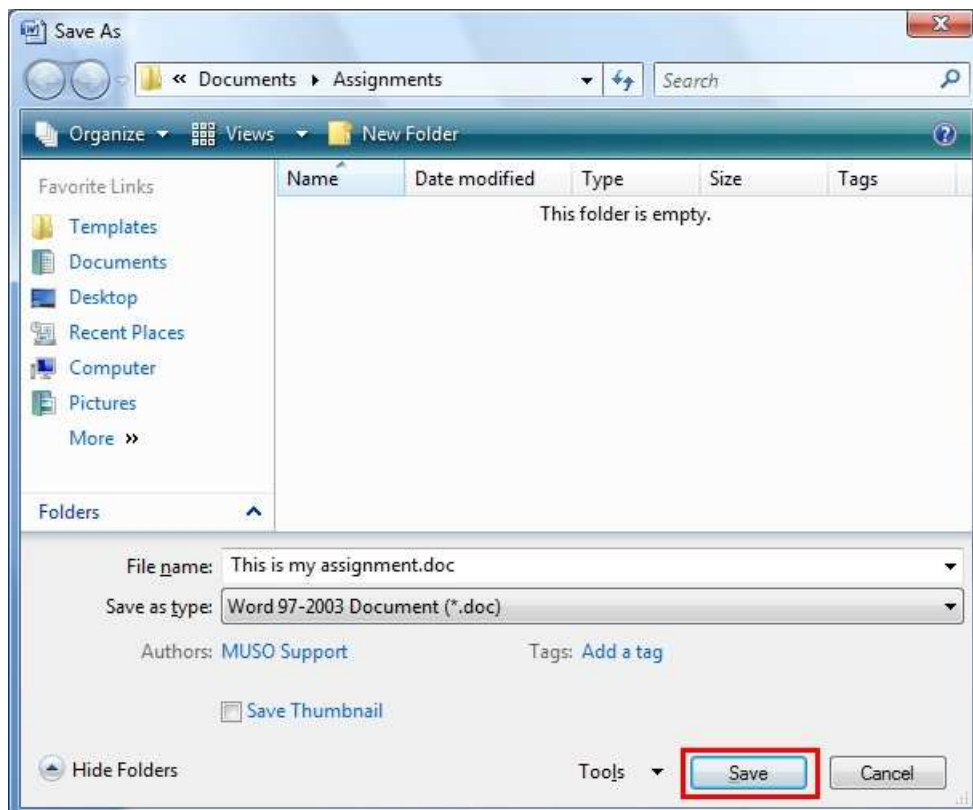 Save As
« Documents Assignments Search
Organize Views New Folder
Favorite Links
Templates
Documents
Desktop
Recent Places
Computer
Pictures
More »
Folders
Name Date modified Type Size Tags
This folder is empty.
File name: This is my assignment.doc
Save as type: Word 97-2003 Document (*.doc)
Authors: MUSO Support Tags: Add a tag
Save Thumbnail
Hide Folders Tools Save Cancel